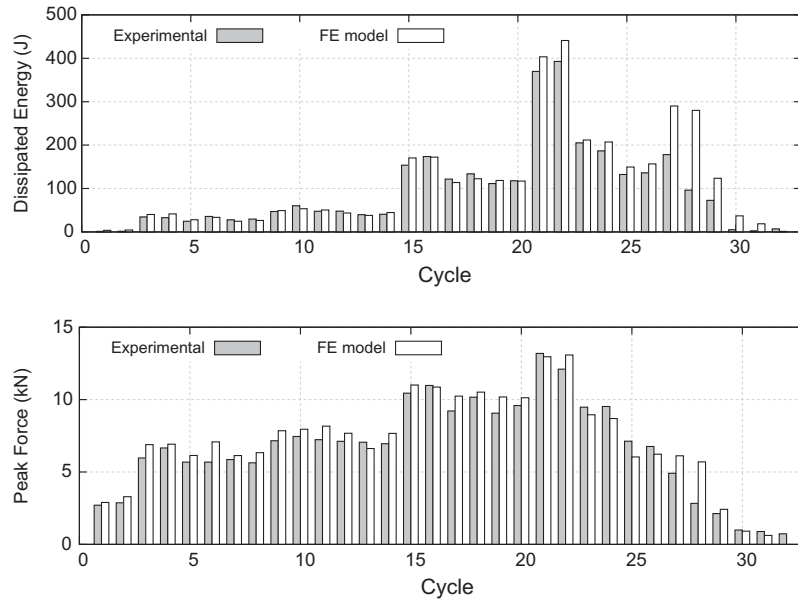 500
400
300
200
100
0
Dissipated Energy (J)
Experimental FE model
0 5 10 15 20 25 30
Cycle
15
10
5
0
Peak Force (kN)
Experimental FE model
0 5 10 15 20 25 30
Cycle